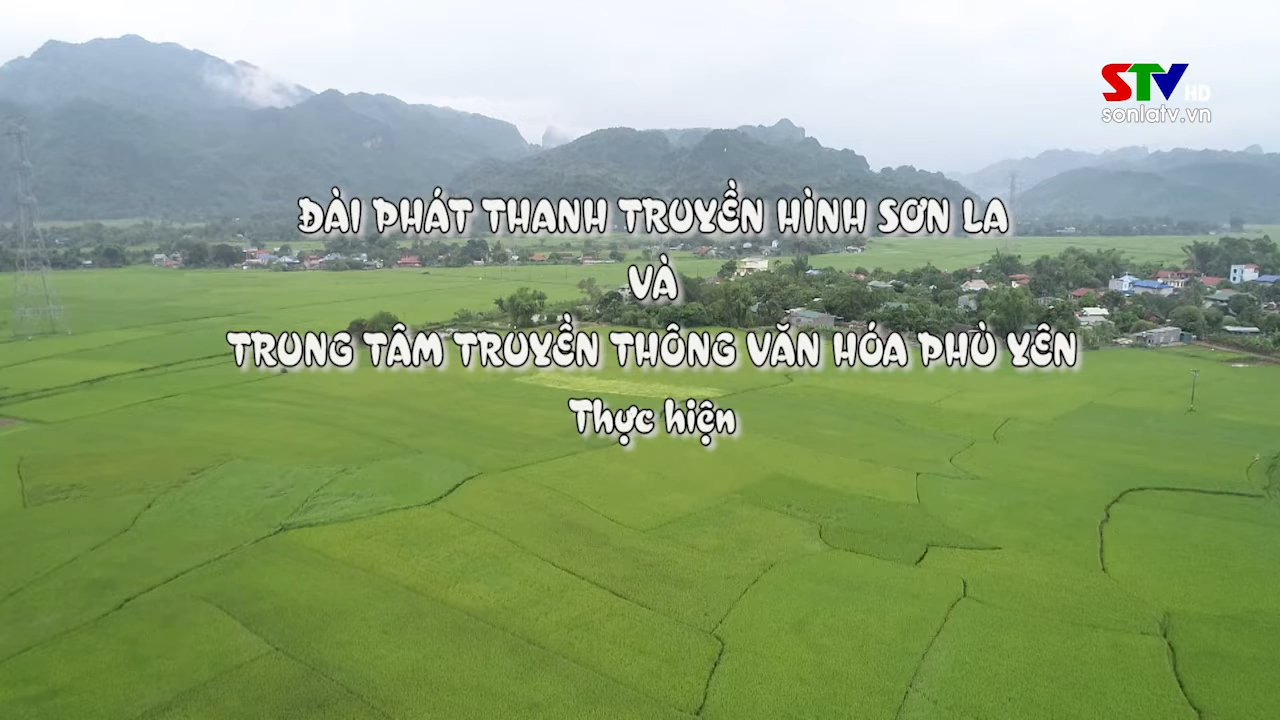 STV HD
sonlatv.vn
ĐÀI PHÁT THANH TRUYỀN HÌNH SƠN LA
VÀ
TRUNG TÂM TRUYỀN THÔNG VĂN HÓA PHÙ YÊN
Thực hiện